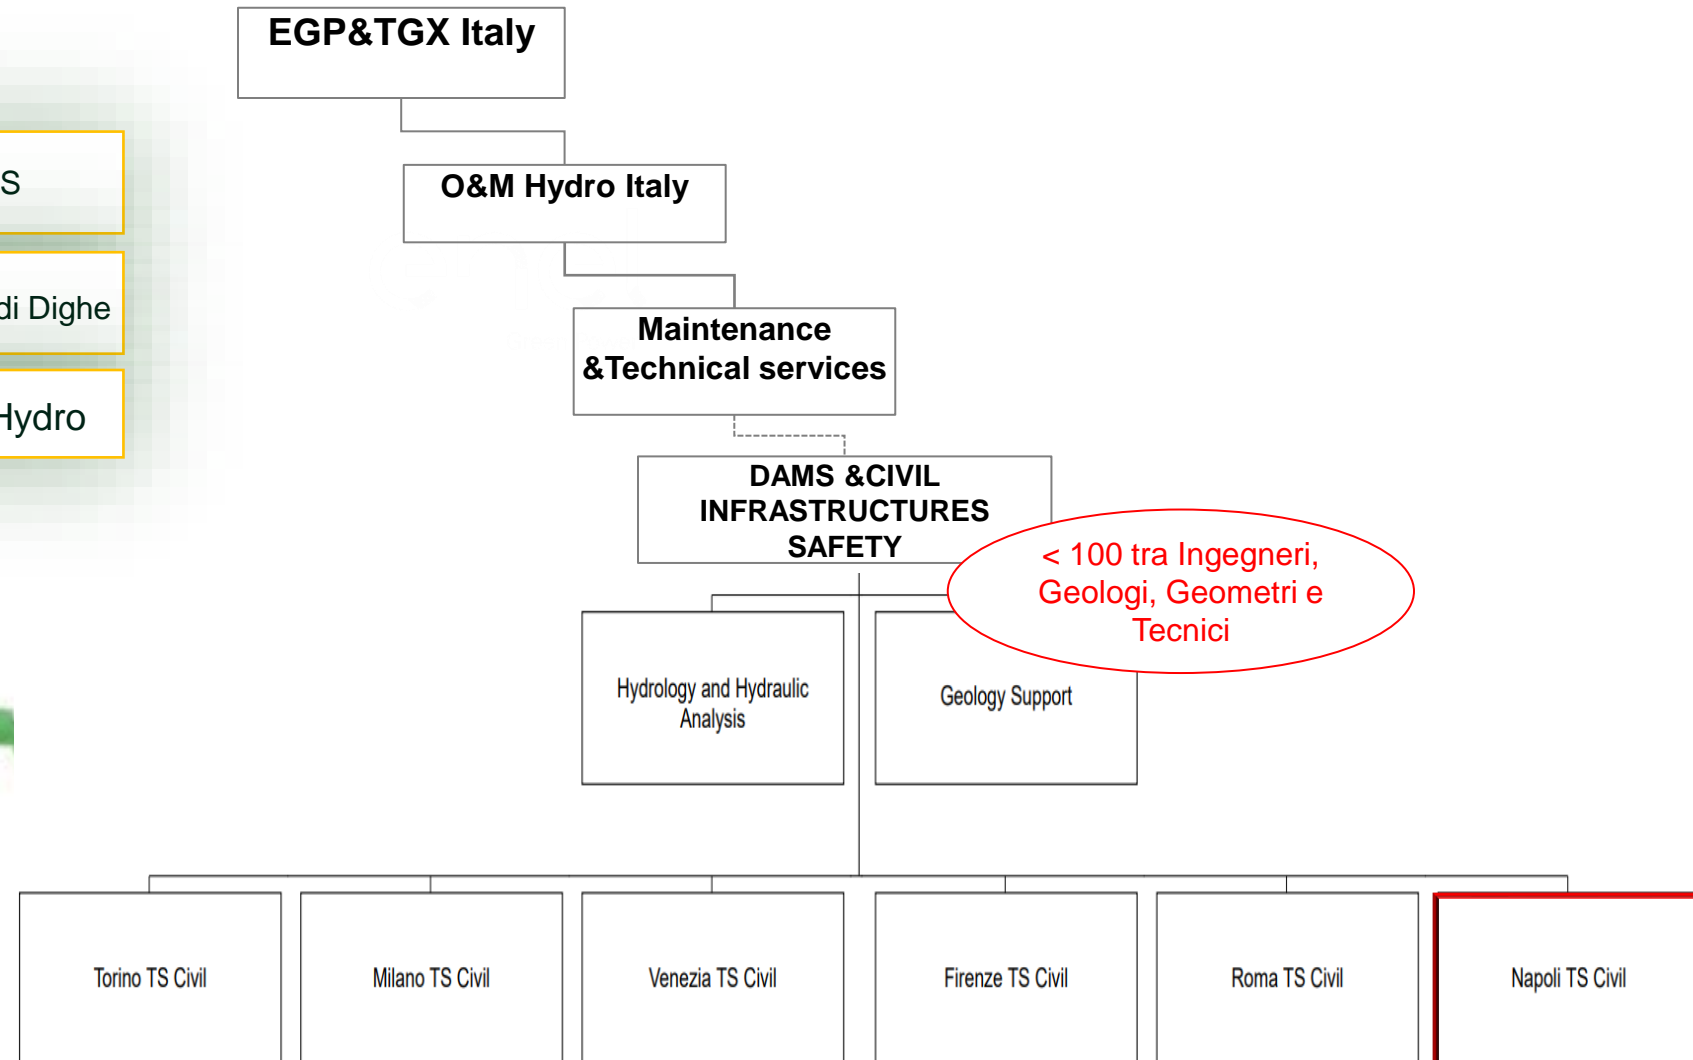 EGP&TGX Italy
O&M Hydro Italy
S
di Dighe
Hydro
Maintenance
&Technical services
DAMS &CIVIL
INFRASTRUCTURES
SAFETY
< 100 tra Ingegneri,
Geologi, Geometri e
Tecnici
Hydrology and Hydraulic
Analysis
Geology Support
Torino TS Civil
Milano TS Civil
Venezia TS Civil
Firenze TS Civil
Roma TS Civil
Napoli TS Civil